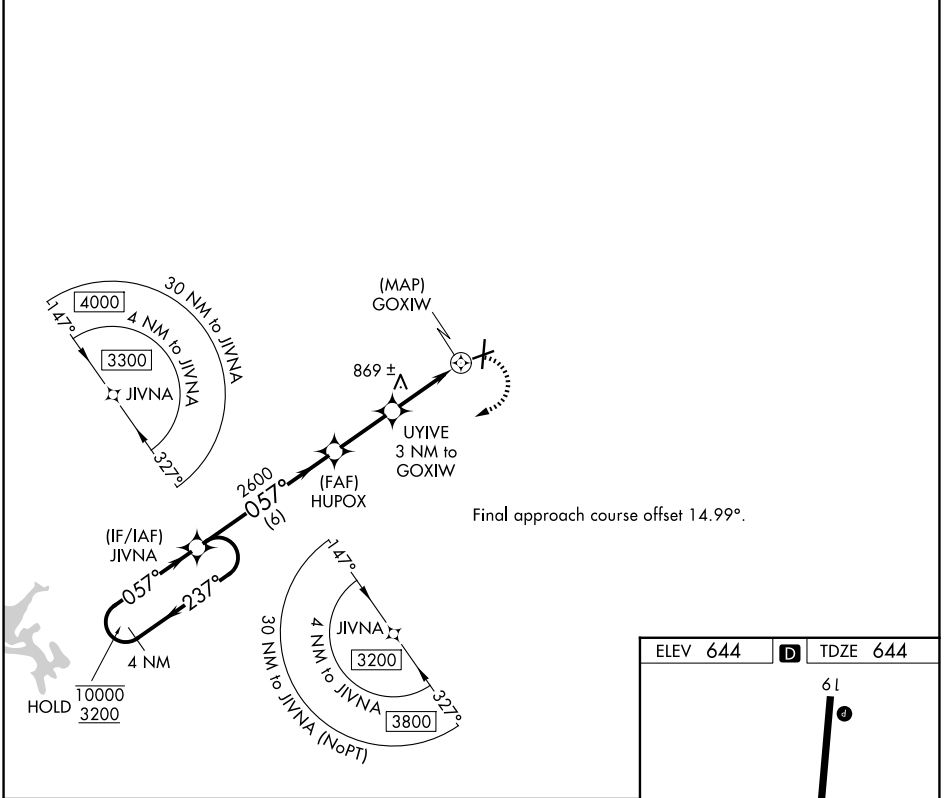 30 NM to JIVNA
4000
147°
4 NM to JIVNA
3300
JIVNA
327°
(MAP)
GOXIW
869 ±
UYIVE
3 NM to
GOXIW
2600
057°
(6)
(FAF)
HUPOX
Final approach course offset 14.99°.
(IF/IAF)
JIVNA
057°
237°
4 NM
HOLD
10000
3200
147°
JIVNA
3200
4 NM to JIVNA
327°
3800
30 NM to JIVNA (NoPT)
ELEV 644
D
TDZE 644
19
P